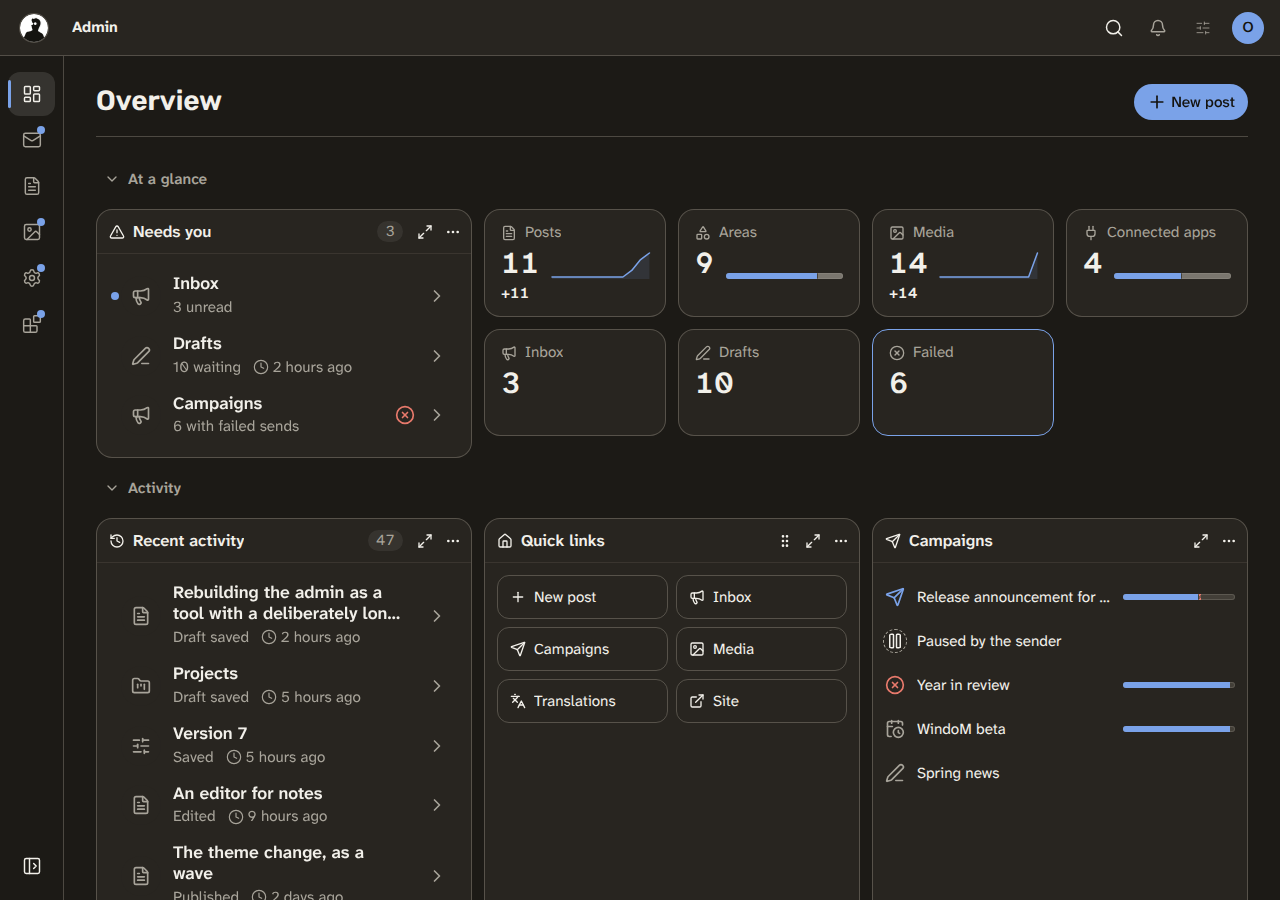 Admin
O
Overview
New post
At a glance
Needs you
3
Inbox
3 unread
Drafts
10 waiting
2 hours ago
Campaigns
6 with failed sends
Posts
11
+11
Areas
9
Media
14
+14
Connected apps
4
Inbox
3
Drafts
10
Failed
6
Activity
Recent activity
47
Rebuilding the admin as a
tool with a deliberately lon...
Draft saved
2 hours ago
Projects
Draft saved
5 hours ago
Version 7
Saved
5 hours ago
An editor for notes
Edited
9 hours ago
The theme change, as a
wave
Published
2 days ago
Quick links
New post
Inbox
Campaigns
Media
Translations
Site
Campaigns
Release announcement for ...
Paused by the sender
Year in review
WindoM beta
Spring news